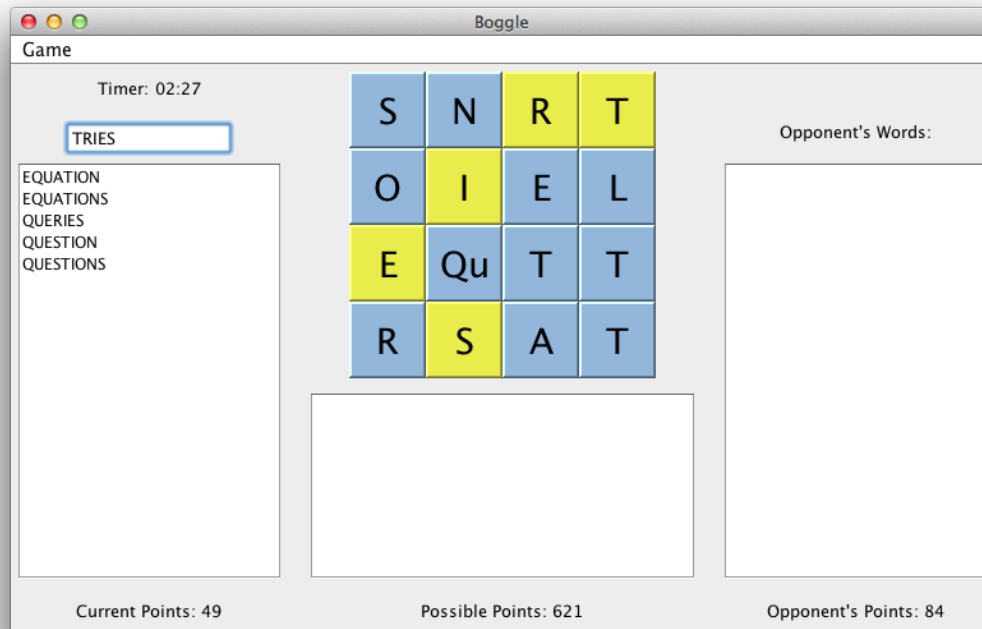 Boggle
Game
Timer: 02:27
TRIES
EQUATION
EQUATIONS
QUERIES
QUESTION
QUESTIONS
Current Points: 49
S N R T
O I E L
E Qu T T
R S A T
Possible Points: 621
Opponent's Words:
Opponent's Points: 84